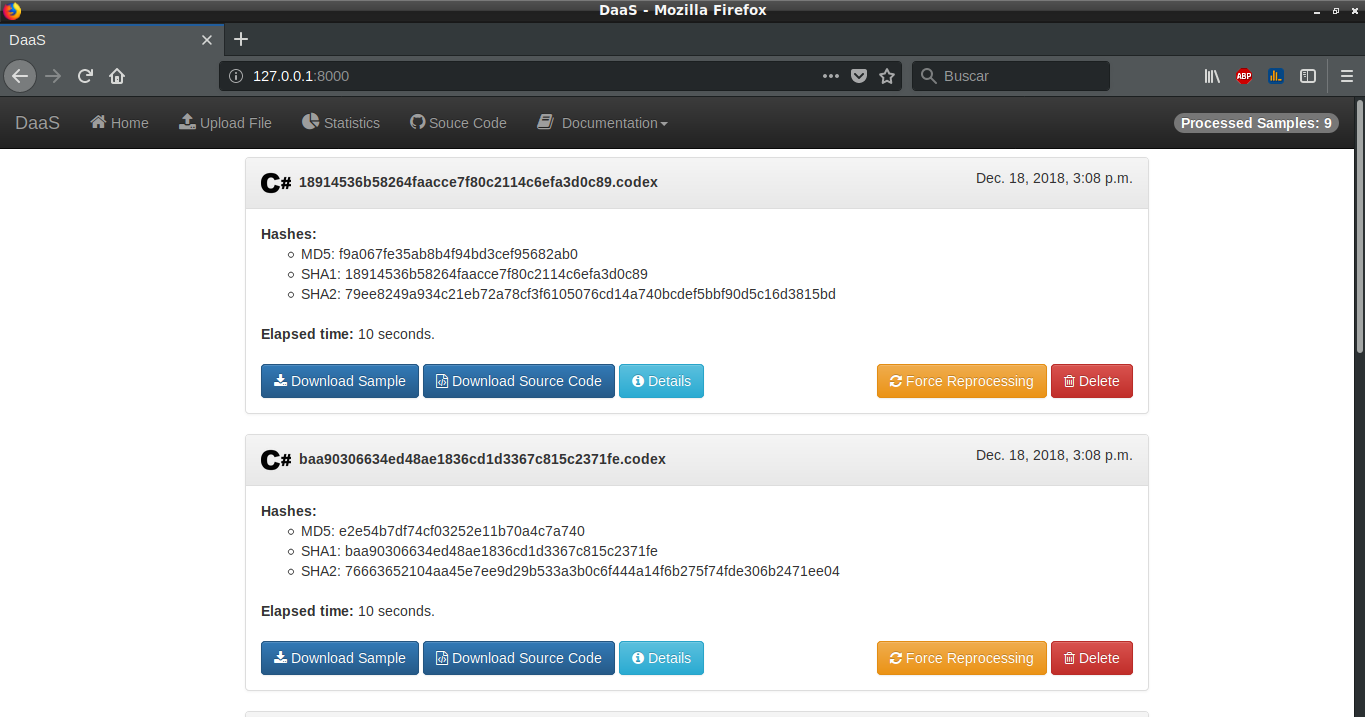 DaaS - Mozilla Firefox
DaaS
127.0.0.1:8000
Buscar
ABP
DaaS Home Upload File Statistics Souce Code Documentation Processed Samples: 9
C# 18914536b58264faacce7f80c2114c6efa3d0c89.codex Dec. 18, 2018, 3:08 p.m.
Hashes:
MD5: f9a067fe35ab8b4f94bd3cef95682ab0
SHA1: 18914536b58264faacce7f80c2114c6efa3d0c89
SHA2: 79ee8249a934c21eb72a78cf3f6105076cd14a740bcdef5bbf90d5c16d3815bd
Elapsed time: 10 seconds.
Download Sample Download Source Code Details Force Reprocessing Delete
C# baa90306634ed48ae1836cd1d3367c815c2371fe.codex Dec. 18, 2018, 3:08 p.m.
Hashes:
MD5: e2e54b7df74cf03252e11b70a4c7a740
SHA1: baa90306634ed48ae1836cd1d3367c815c2371fe
SHA2: 76663652104aa45e7ee9d29b533a3b0c6f444a14f6b275f74fde306b2471ee04
Elapsed time: 10 seconds.
Download Sample Download Source Code Details Force Reprocessing Delete